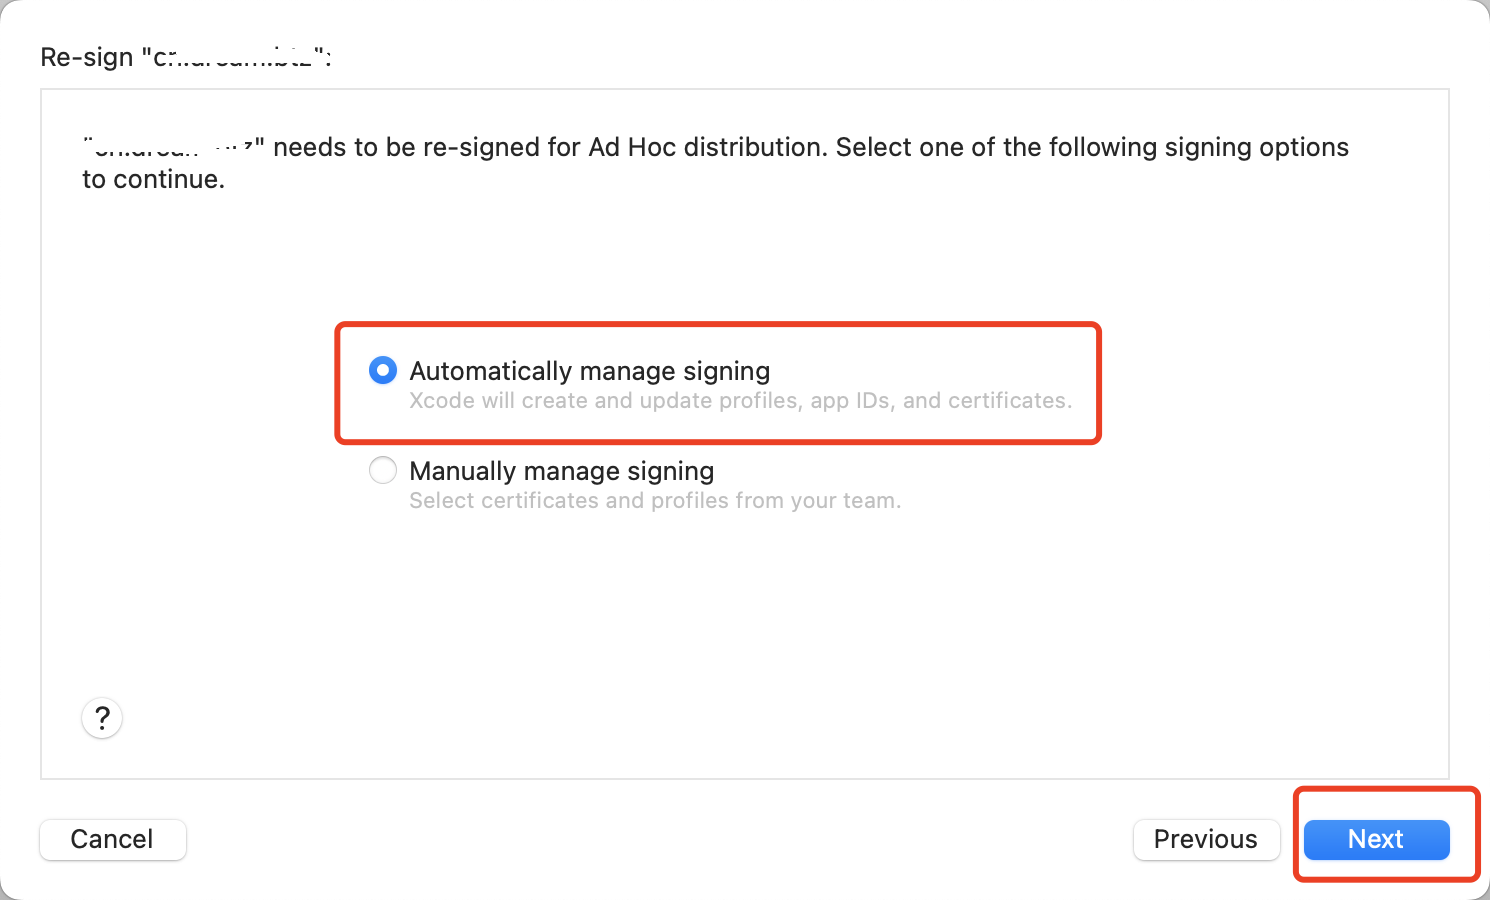 Re-sign
needs to be re-signed for Ad Hoc distribution. Select one of the following signing options
to continue.
Automatically manage signing
Xcode will create and update profiles, app IDs, and certificates.
Manually manage signing
Select certificates and profiles from your team.
?
Cancel
Previous
Next